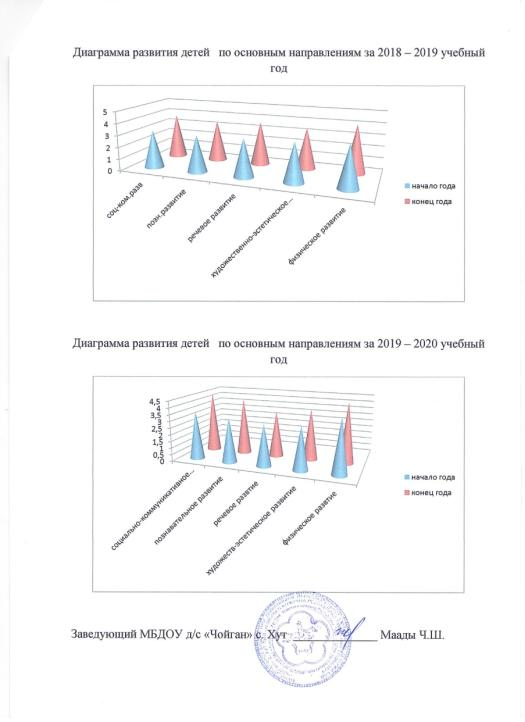 Диаграмма развития детей по основным направлениям за 2018 – 2019 учебный
год
5
4
3
2
1
0
соц-ком.разв
позн.развитие
речевое развитие
художественно-эстетическое...
физическое развитие
начало года
конец года
Диаграмма развития детей по основным направлениям за 2019 – 2020 учебный
год
4,5
4
3,5
3
2,5
2
1,5
1
0,5
0
социально-коммуникативное...
познавательное развитие
речевое развтие
художеств-эстетическое развитие
физическое разветие
начало года
конец года
Заведующий МБДОУ д/с «Чойган» с. Хут ________________ Маады Ч.Ш.